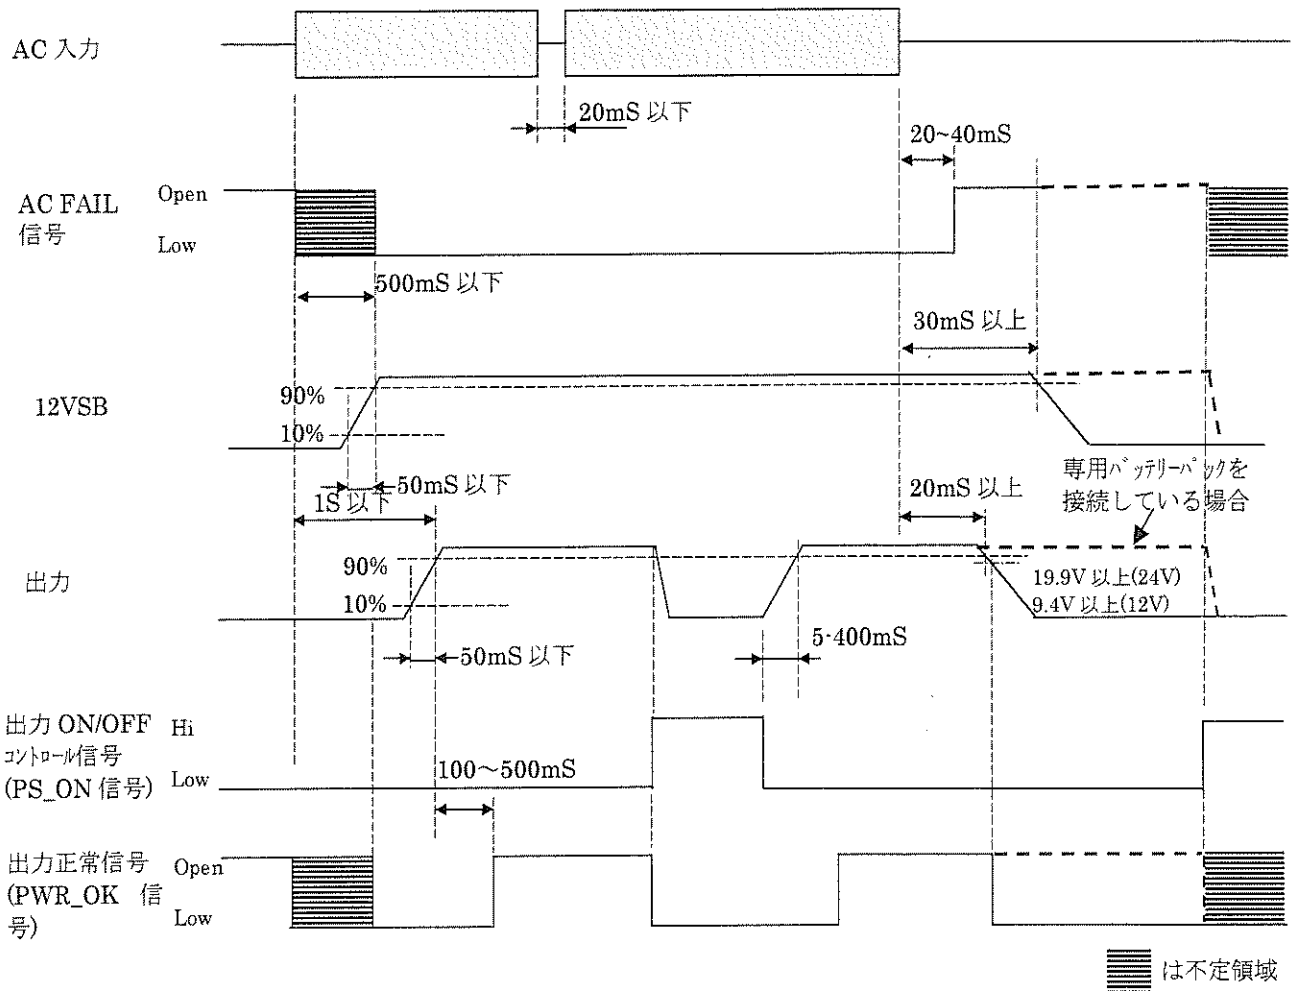 AC 入力
20mS 以下
20~40mS
AC FAIL
信号
Open
Low
500mS 以下
30mS 以上
12VSB
90%
10%
50mS 以下
1S 以下
20mS 以上
専用ﾊﾞｯﾃﾘｰﾊﾟｯｸを
接続している場合
出力
90%
10%
19.9V 以上(24V)
9.4V 以上(12V)
50mS 以下
5-400mS
出力 ON/OFF
ｺﾝﾄﾛｰﾙ信号
(PS_ON 信号)
Hi
Low
100～500mS
出力正常信号
(PWR_OK 信
号)
Open
Low
は不定領域